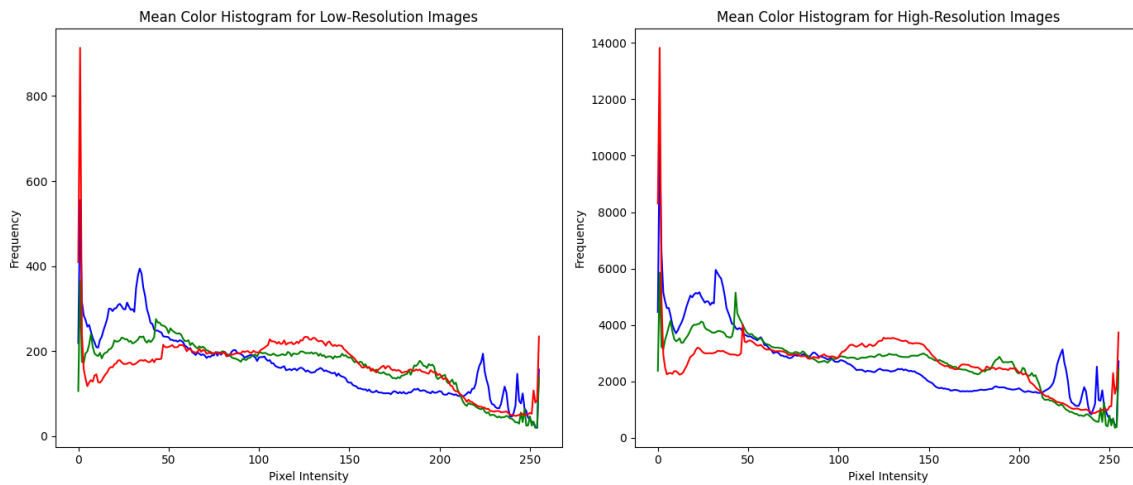 Mean Color Histogram for Low-Resolution Images
Frequency
800
600
400
200
0
0 50 100 150 200 250
Pixel Intensity
Mean Color Histogram for High-Resolution Images
Frequency
14000
12000
10000
8000
6000
4000
2000
0
0 50 100 150 200 250
Pixel Intensity